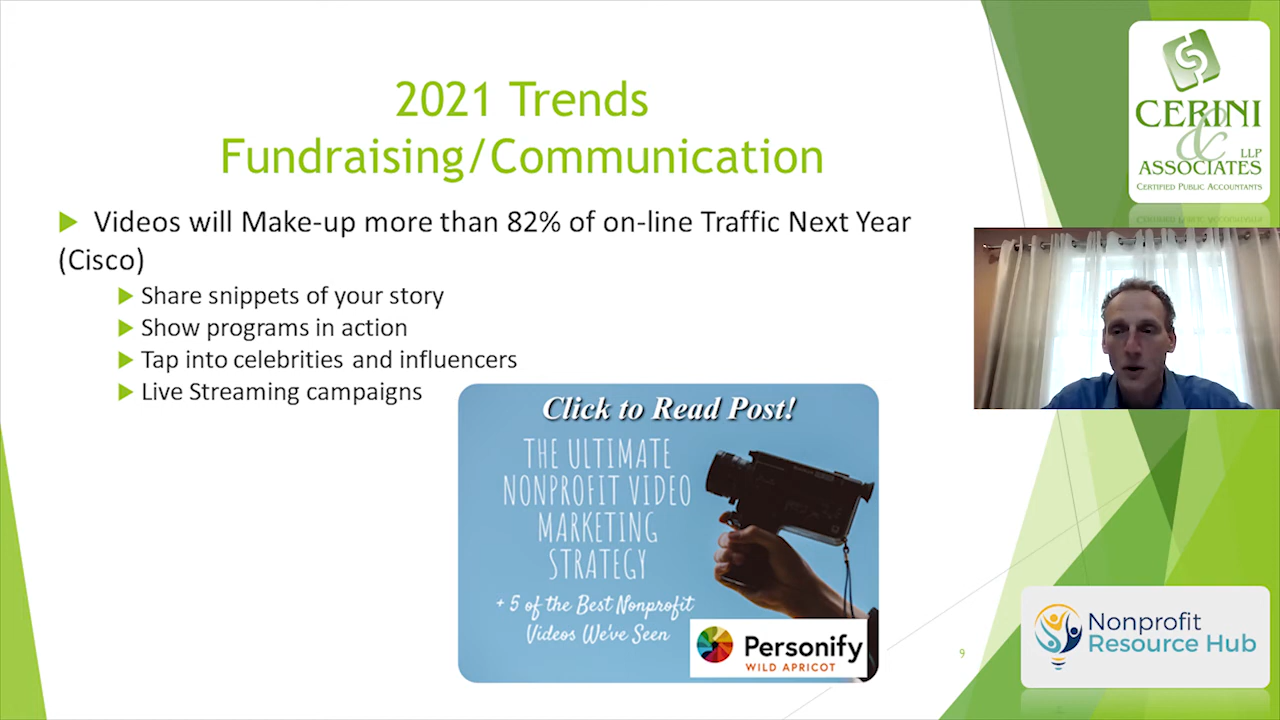 2021 Trends
Fundraising/Communication
Videos will Make-up more than 82% of on-line Traffic Next Year
(Cisco)
Share snippets of your story
Show programs in action
Tap into celebrities and influencers
Live Streaming campaigns
Click to Read Post!
THE ULTIMATE
NONPROFIT VIDEO
MARKETING
STRATEGY
+ 5 of the Best Nonprofit
Videos We've Seen
Personify
WILD APRICOT
9
CERINI
&
LLP
ASSOCIATES
CERTIFIED PUBLIC ACCOUNTANTS
Nonprofit
Resource Hub